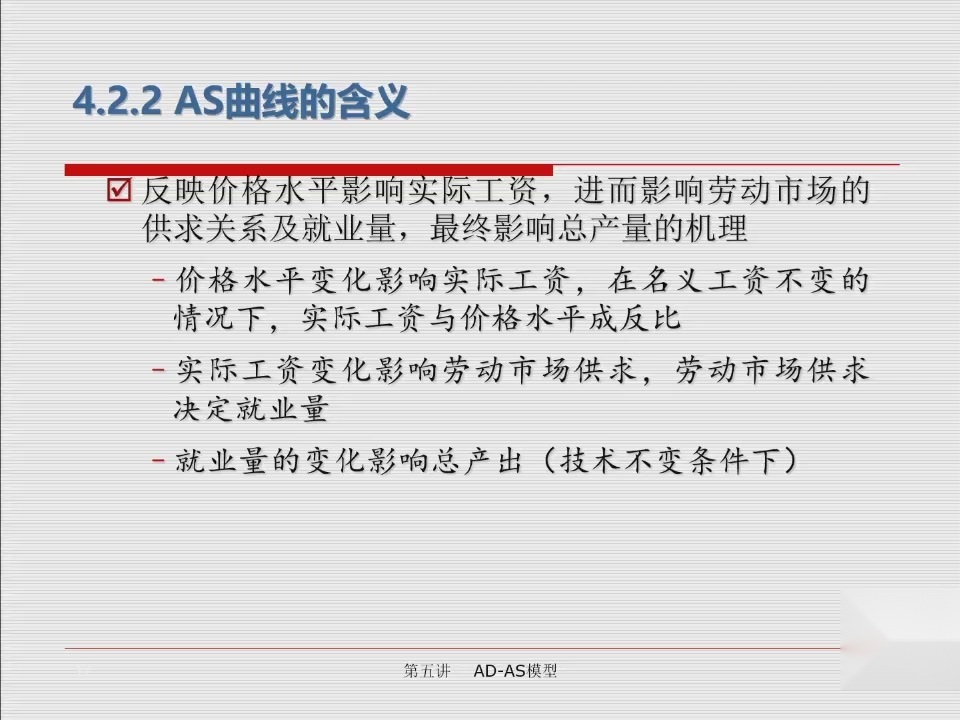 4.2.2 AS曲线的含义
反映价格水平影响实际工资，进而影响劳动市场的
供求关系及就业量，最终影响总产量的机理
- 价格水平变化影响实际工资，在名义工资不变的
情况下，实际工资与价格水平成反比
- 实际工资变化影响劳动市场供求，劳动市场供求
决定就业量
- 就业量的变化影响总产出（技术不变条件下）
第五讲 AD-AS模型